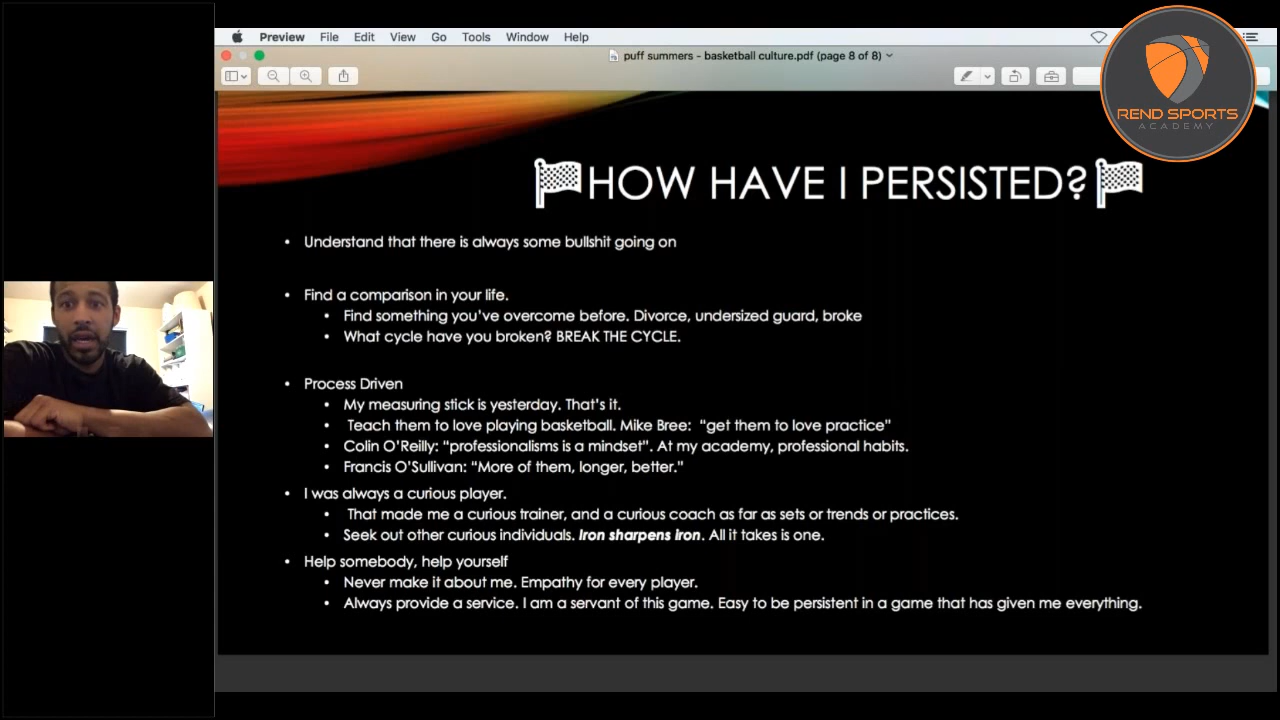 Preview File Edit View Go Tools Window Help
puff summers - basketball culture.pdf (page 8 of 8)
REND SPORTS
ACADEMY
HOW HAVE I PERSISTED?
• Understand that there is always some bullshit going on
• Find a comparison in your life.
• Find something you've overcome before. Divorce, undersized guard, broke
• What cycle have you broken? BREAK THE CYCLE.
• Process Driven
• My measuring stick is yesterday. That's it.
• Teach them to love playing basketball. Mike Bree: "get them to love practice"
• Colin O'Reilly: "professionalisms is a mindset". At my academy, professional habits.
• Francis O'Sullivan: "More of them, longer, better."
• I was always a curious player.
• That made me a curious trainer, and a curious coach as far as sets or trends or practices.
• Seek out other curious individuals. Iron sharpens Iron. All it takes is one.
• Help somebody, help yourself
• Never make it about me. Empathy for every player.
• Always provide a service. I am a servant of this game. Easy to be persistent in a game that has given me everything.